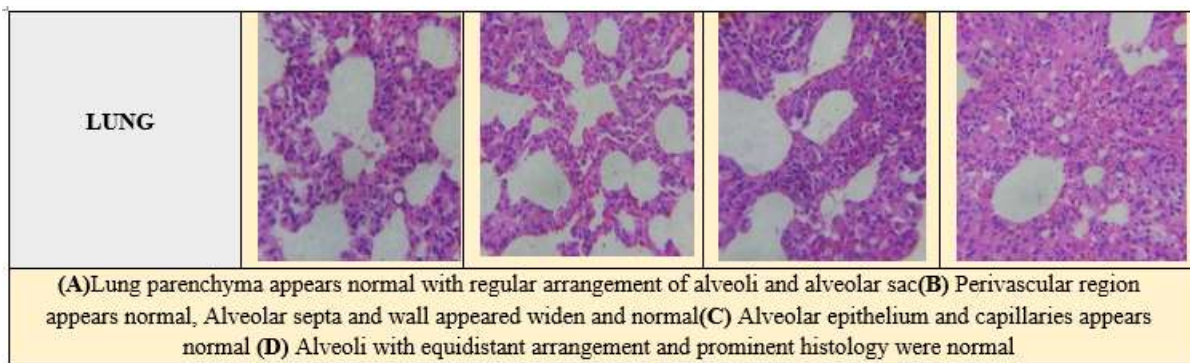 LUNG
(A)Lung parenchyma appears normal with regular arrangement of alveoli and alveolar sac(B) Perivascular region
appears normal, Alveolar septa and wall appeared widen and normal(C) Alveolar epithelium and capillaries appears
normal (D) Alveoli with equidistant arrangement and prominent histology were normal